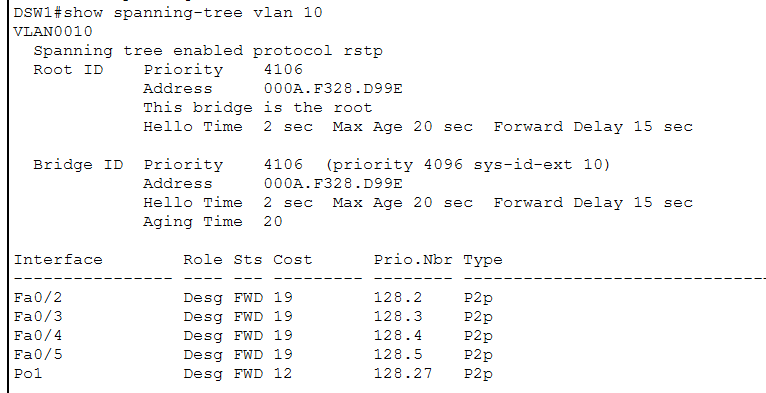 DSW1#show spanning-tree vlan 10
VLAN0010
  Spanning tree enabled protocol rstp
  Root ID    Priority    4106
             Address     000A.F328.D99E
             This bridge is the root
             Hello Time  2 sec  Max Age 20 sec  Forward Delay 15 sec
  Bridge ID  Priority    4106  (priority 4096 sys-id-ext 10)
             Address     000A.F328.D99E
             Hello Time  2 sec  Max Age 20 sec  Forward Delay 15 sec
             Aging Time  20
Interface        Role Sts Cost      Prio.Nbr Type
---------------- ---- --- --------- -------- --------------------------------
Fa0/2            Desg FWD 19        128.2    P2p
Fa0/3            Desg FWD 19        128.3    P2p
Fa0/4            Desg FWD 19        128.4    P2p
Fa0/5            Desg FWD 19        128.5    P2p
Po1              Desg FWD 12        128.27   P2p